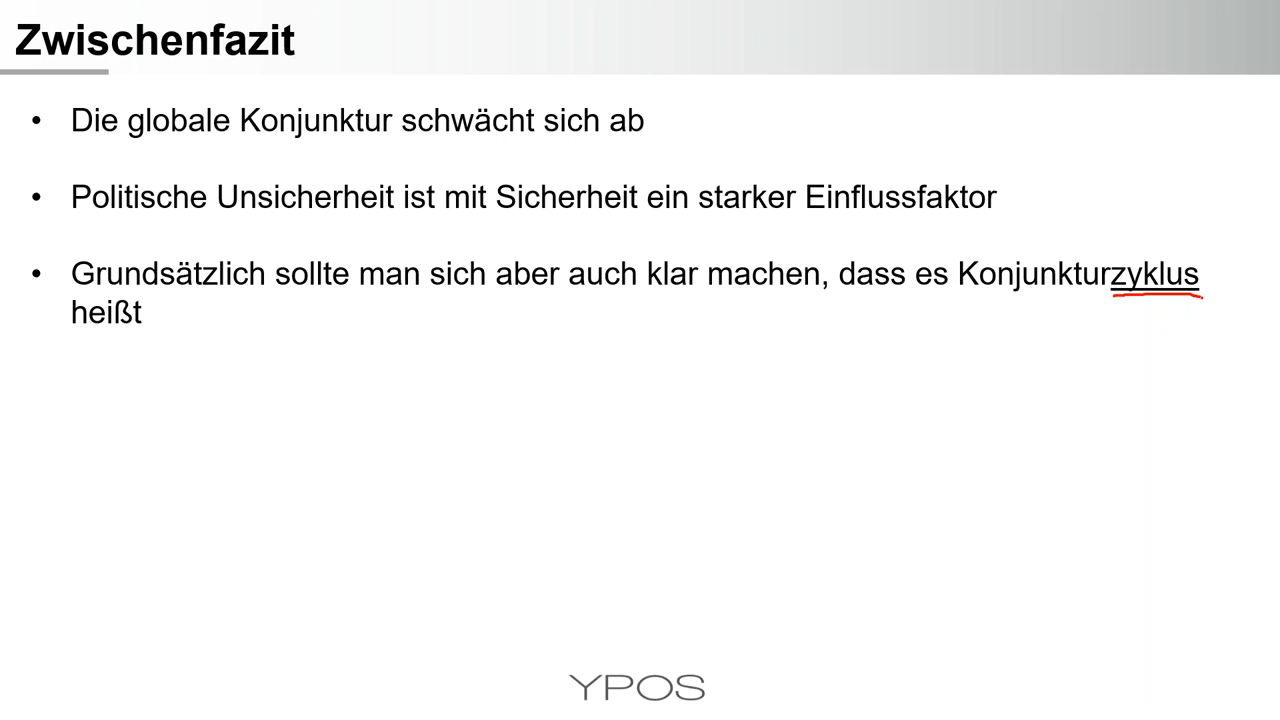 Zwischenfazit
• Die globale Konjunktur schwächt sich ab
• Politische Unsicherheit ist mit Sicherheit ein starker Einflussfaktor
• Grundsätzlich sollte man sich aber auch klar machen, dass es Konjunkturzyklus
heißt
YPOS